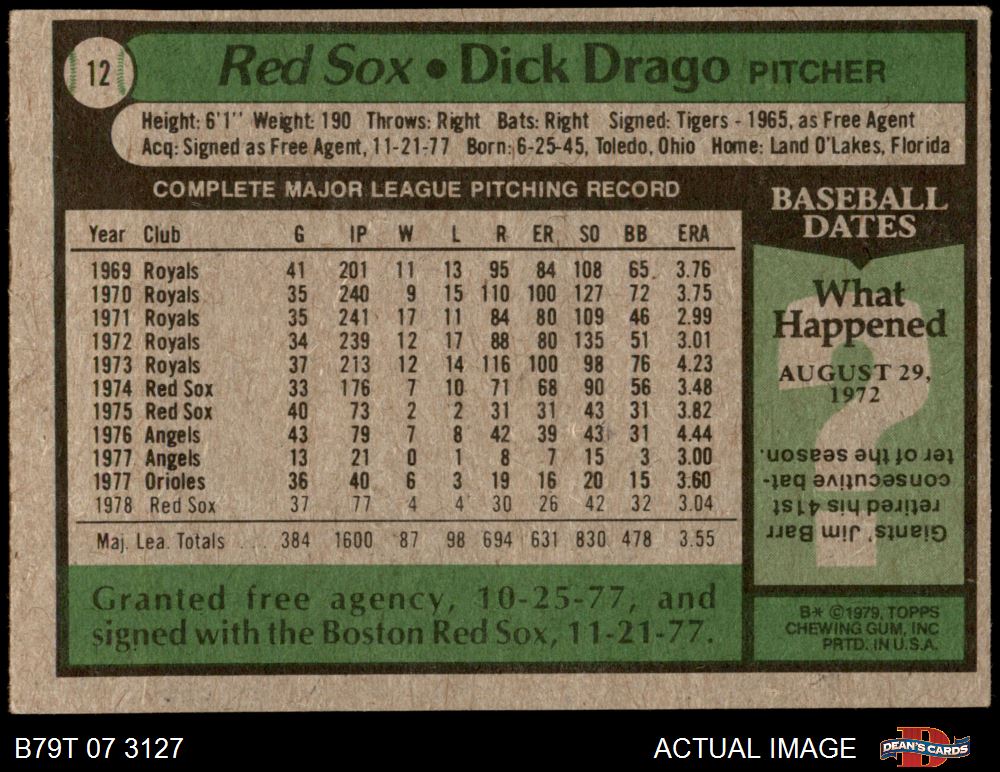 12
Red Sox • Dick Drago PITCHER
Height: 6'1" Weight: 190 Throws: Right Bats: Right Signed: Tigers - 1965, as Free Agent
Acq: Signed as Free Agent, 11-21-77 Born: 6-25-45, Toledo, Ohio Home: Land O'Lakes, Florida
COMPLETE MAJOR LEAGUE PITCHING RECORD
Year Club G IP W L R ER SO BB ERA
1969 Royals 41 201 11 13 95 84 108 65 3.76
1970 Royals 35 240 9 15 110 100 127 72 3.75
1971 Royals 35 241 17 11 84 80 109 46 2.99
1972 Royals 34 239 12 17 88 80 135 51 3.01
1973 Royals 37 213 12 14 116 100 98 76 4.23
1974 Red Sox 33 176 7 10 71 68 90 56 3.48
1975 Red Sox 40 73 2 2 31 31 43 31 3.82
1976 Angels 43 79 7 8 42 39 43 31 4.44
1977 Angels 13 21 0 1 8 7 15 3 3.00
1977 Orioles 36 40 6 3 19 16 20 15 3.60
1978 Red Sox 37 77 4 4 30 26 42 32 3.04
Maj. Lea. Totals ... 384 1600 87 98 694 631 830 478 3.55
Granted free agency, 10-25-77, and
signed with the Boston Red Sox, 11-21-77.
BASEBALL
DATES
What
Happened
AUGUST 29,
1972
Giants' Jim Barr
retired his 41st
consecutive bat-
ter of the season.
B* ©1979, TOPPS
CHEWING GUM, INC
PRTD. IN U.S.A.
B79T 07 3127
ACTUAL IMAGE
D
DEAN'S CARDS